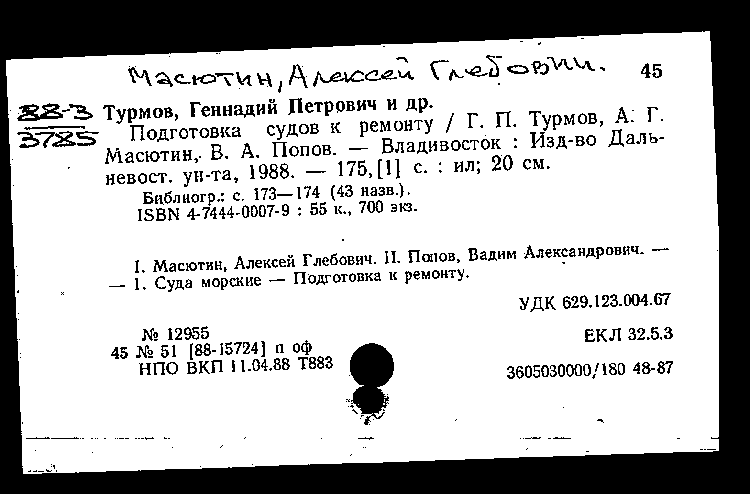 Масютин, Алексей Глебович.
45
88-3
3785
Турмов, Геннадий Петрович и др.
Подготовка судов к ремонту / Г. П. Турмов, А. Г.
Масютин, В. А. Попов. — Владивосток : Изд-во Даль-
невост. ун-та, 1988. — 175,[1] с. : ил; 20 см.
Библиогр.: с. 173—174 (43 назв.).
ISBN 4-7444-0007-9 : 55 к., 700 экз.
I. Масютин, Алексей Глебович. II. Попов, Вадим Александрович. —
— 1. Суда морские — Подготовка к ремонту.
УДК 629.123.004.67
№ 12955
ЕКЛ 32.5.3
45 № 51 [88-15724] п оф
НПО ВКП 11.04.88 Т883
3605030000/180 48-87